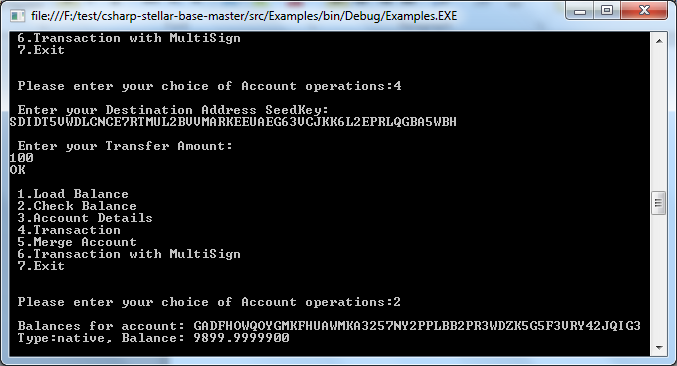 file:///F:/test/csharp-stellar-base-master/src/Examples/bin/Debug/Examples.EXE
6.Transaction with MultiSign
7.Exit
Please enter your choice of Account operations:4
Enter your Destination Address SeedKey:
SDIDT5VWDLCNCE7RTMUL2BVVMARKEEUAEG63VCJKK6L2EPRLQGBA5WBH
Enter your Transfer Amount:
100
OK
1.Load Balance
2.Check Balance
3.Account Details
4.Transaction
5.Merge Account
6.Transaction with MultiSign
7.Exit
Please enter your choice of Account operations:2
Balances for account: GADFHOWQOYGMKFHUAWMKA3257NY2PPLBB2PR3WDZK5G5F3VRY42JQIG3
Type:native, Balance: 9899.9999900